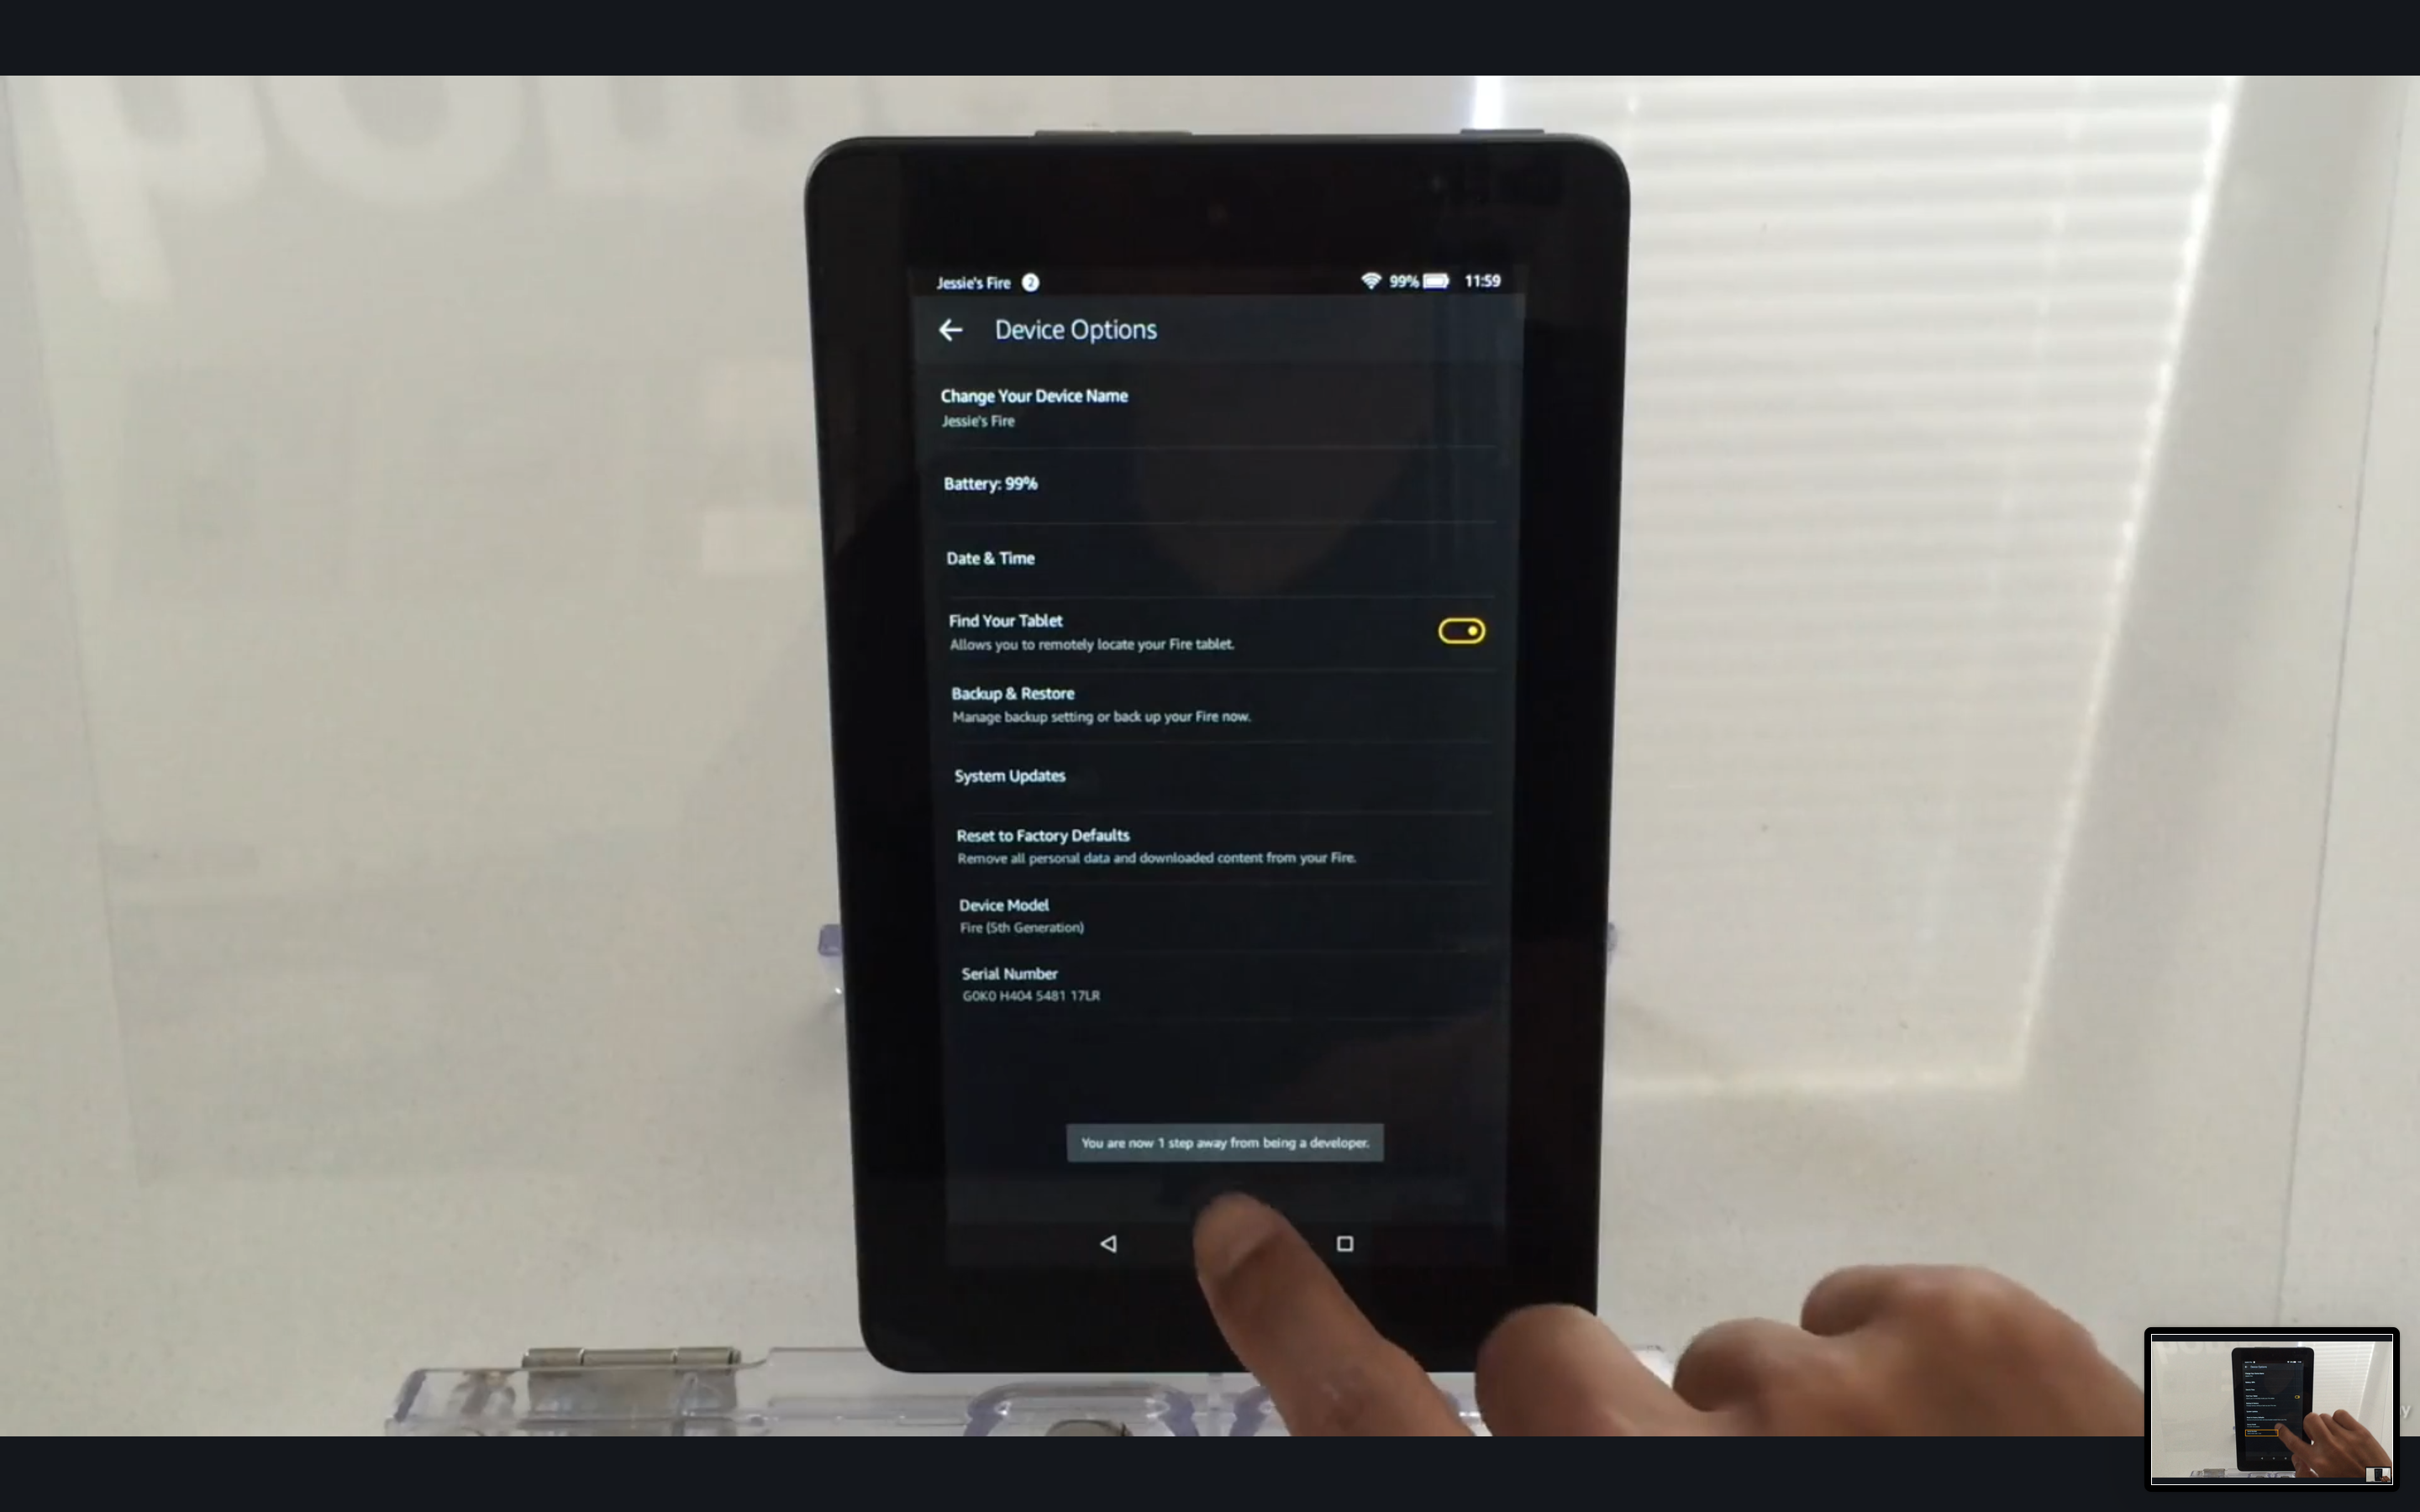 Jessie's Fire 2 99% 11:59
Device Options
Change Your Device Name
Jessie's Fire
Battery: 99%
Date & Time
Find Your Tablet
Allows you to remotely locate your Fire tablet.
Backup & Restore
Manage backup setting or back up your Fire now.
System Updates
Reset to Factory Defaults
Remove all personal data and downloaded content from your Fire.
Device Model
Fire (5th Generation)
Serial Number
G0K0 H404 5481 17LR
You are now 1 step away from being a developer.